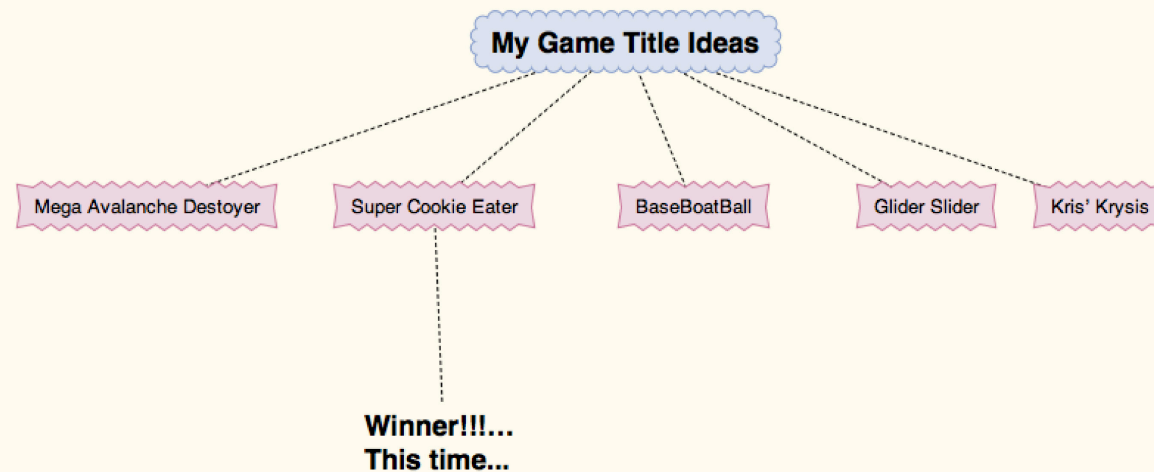 My Game Title Ideas
Mega Avalanche Destoyer
Super Cookie Eater
BaseBoatBall
Glider Slider
Kris’ Krysis
Winner!!!...
This time...